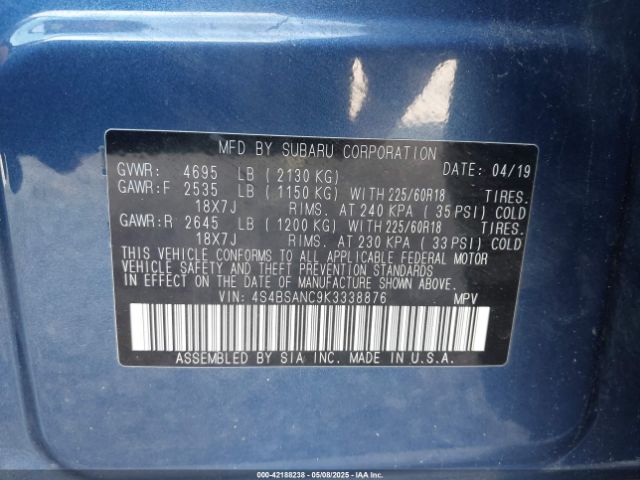 MFD BY SUBARU CORPORATION
GVWR: 4695 LB ( 2130 KG) DATE: 04/19
GAWR:F 2535 LB ( 1150 KG) WITH 225/60R18 TIRES.
18X7J RIMS. AT 240 KPA ( 35 PSI) COLD
GAWR:R 2645 LB ( 1200 KG) WITH 225/60R18 TIRES.
18X7J RIMS. AT 230 KPA ( 33 PSI) COLD
THIS VEHICLE CONFORMS TO ALL APPLICABLE FEDERAL MOTOR
VEHICLE SAFETY AND THEFT PREVENTION STANDARDS
IN EFFECT ON THE DATE OF MANUFACTURE SHOWN ABOVE.
VIN: 4S4BSANC9K3338876 MPV
ASSEMBLED BY SIA INC. MADE IN U.S.A.
000-42188238 - 05/08/2025 - IAAI.COM